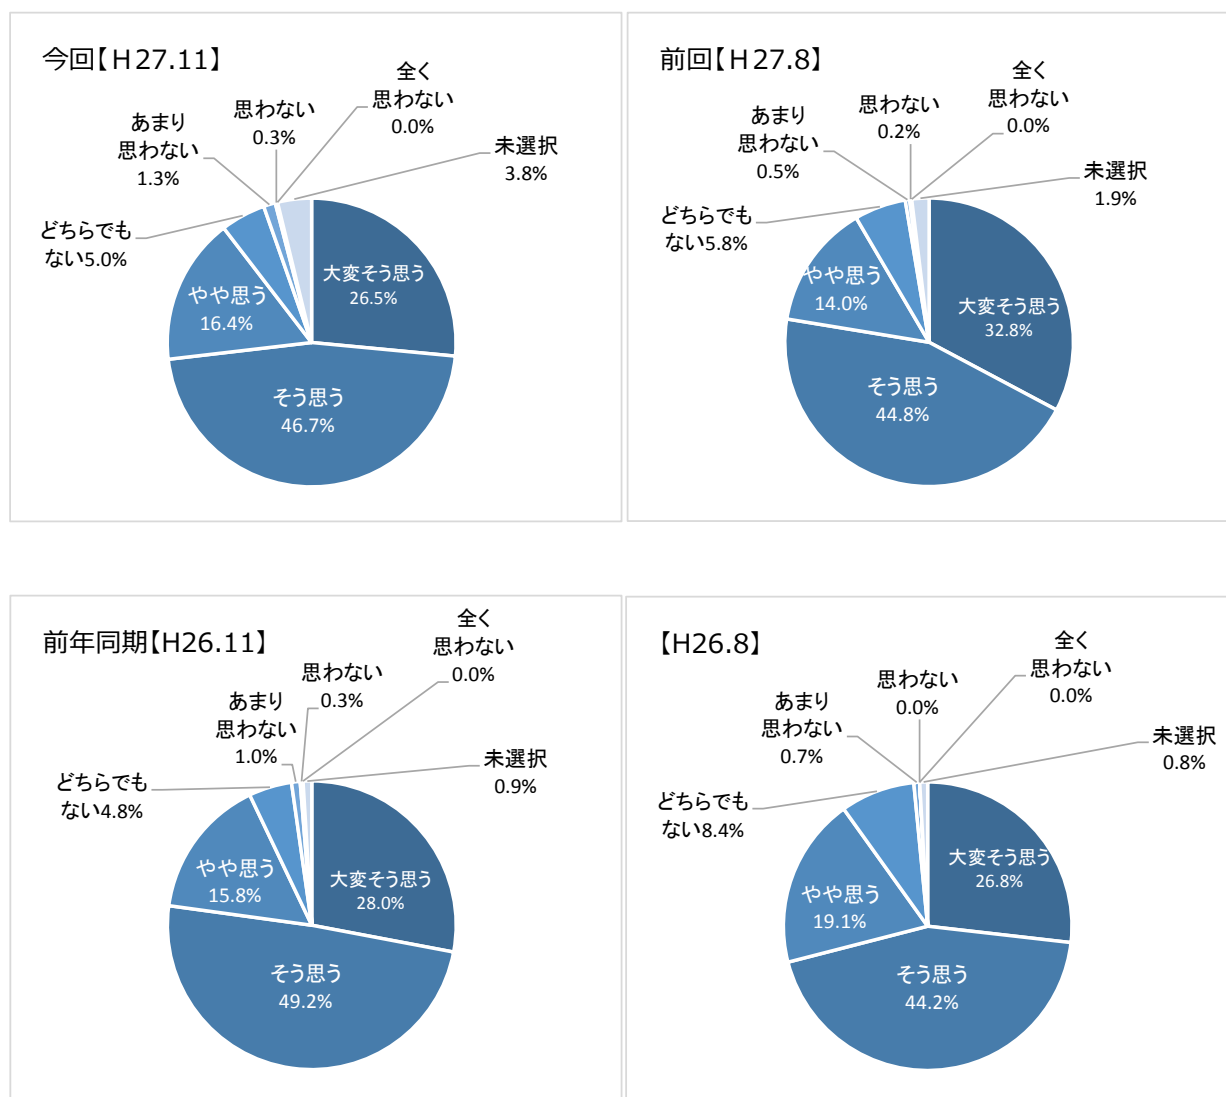 今回【H27.11】
全く
思わない
0.0%
思わない
0.3%
あまり
思わない
1.3%
未選択
3.8%
どちらでも
ない5.0%
大変そう思う
26.5%
やや思う
16.4%
そう思う
46.7%
前回【H27.8】
全く
思わない
0.0%
思わない
0.2%
あまり
思わない
0.5%
未選択
1.9%
どちらでも
ない5.8%
やや思う
14.0%
大変そう思う
32.8%
そう思う
44.8%
前年同期【H26.11】
全く
思わない
0.0%
思わない
0.3%
あまり
思わない
1.0%
未選択
0.9%
どちらでも
ない4.8%
やや思う
15.8%
大変そう思う
28.0%
そう思う
49.2%
【H26.8】
全く
思わない
0.0%
思わない
0.0%
あまり
思わない
0.7%
未選択
0.8%
どちらでも
ない8.4%
大変そう思う
26.8%
やや思う
19.1%
そう思う
44.2%